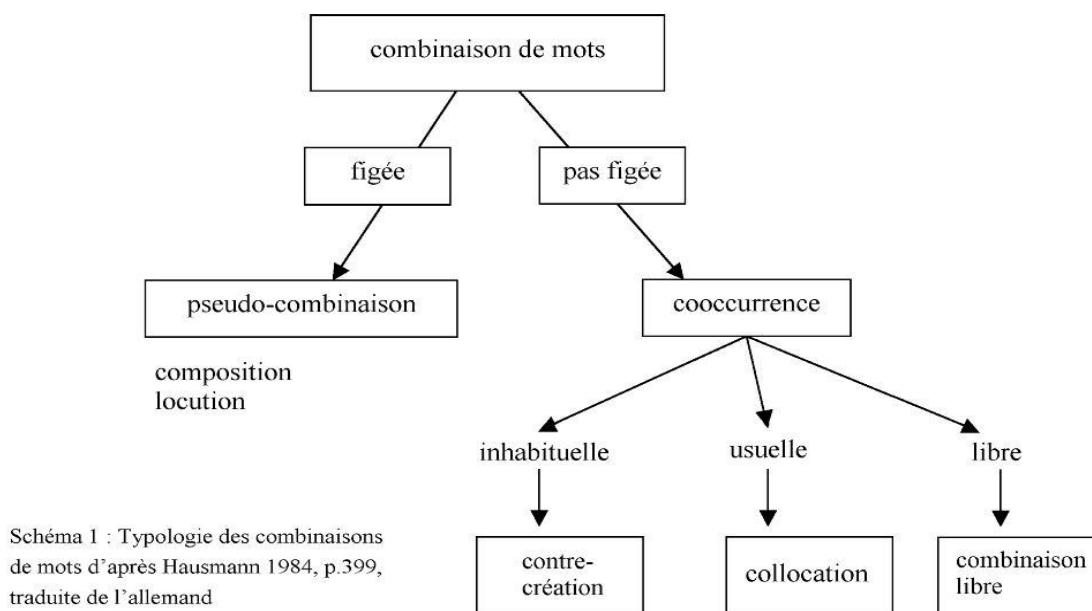 combinaison de mots
figée
pas figée
pseudo-combinaison
cooccurrence
composition
locution
inhabituelle
usuelle
libre
contre-
création
collocation
combinaison
libre
Schéma 1 : Typologie des combinaisons
de mots d'après Hausmann 1984, p.399,
traduite de l'allemand